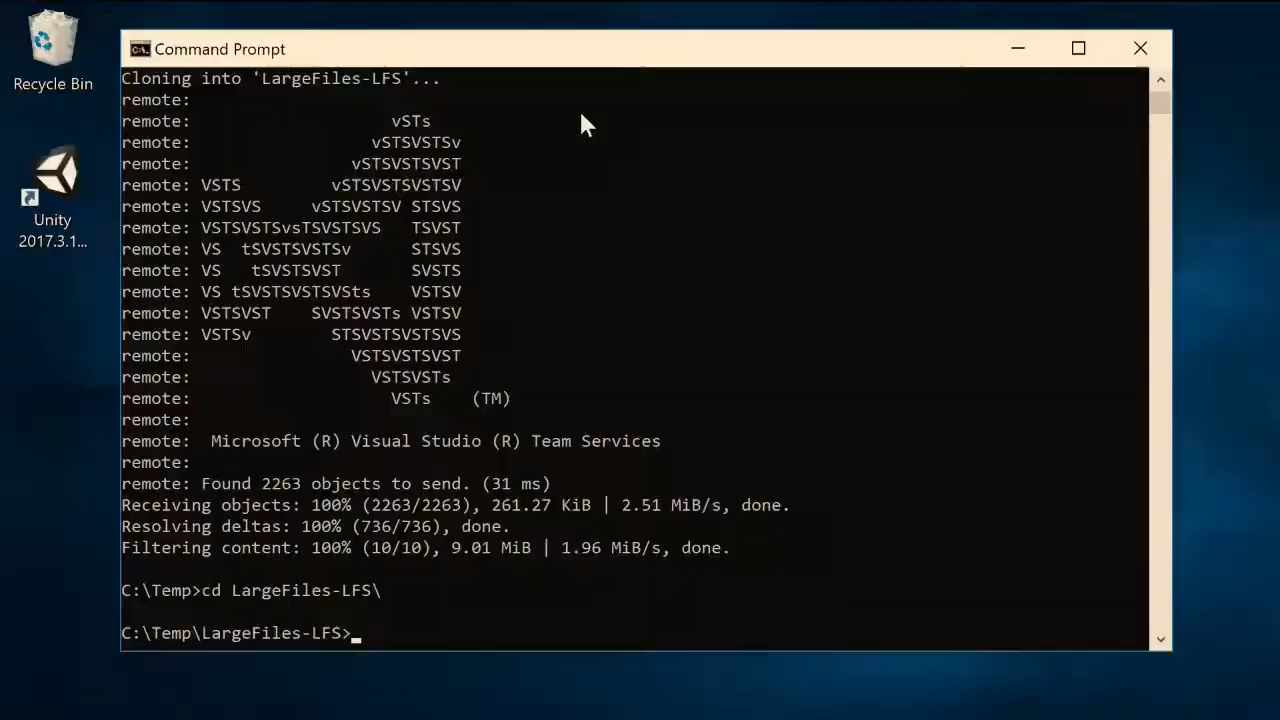 Recycle Bin
Unity
2017.3.1...
Command Prompt
Cloning into 'LargeFiles-LFS'...
remote:
remote:                     vSTs
remote:                   vSTSVSTSv
remote:                 vSTSVSTSVST
remote: VSTS         vSTSVSTSVSTSV
remote: VSTSVS     vSTSVSTSV STSVS
remote: VSTSVSTSvsTSVSTSVS   TSVST
remote: VS  tSVSTSVSTSv      STSVS
remote: VS   tSVSTSVST       SVSTS
remote: VS tSVSTSVSTSVSts    VSTSV
remote: VSTSVST    SVSTSVSTs VSTSV
remote: VSTSv        STSVSTSVSTSVS
remote:                VSTSVSTSVST
remote:                  VSTSVSTs
remote:                    VSTs    (TM)
remote:
remote:  Microsoft (R) Visual Studio (R) Team Services
remote:
remote: Found 2263 objects to send. (31 ms)
Receiving objects: 100% (2263/2263), 261.27 KiB | 2.51 MiB/s, done.
Resolving deltas: 100% (736/736), done.
Filtering content: 100% (10/10), 9.01 MiB | 1.96 MiB/s, done.
C:\Temp>cd LargeFiles-LFS\
C:\Temp\LargeFiles-LFS>